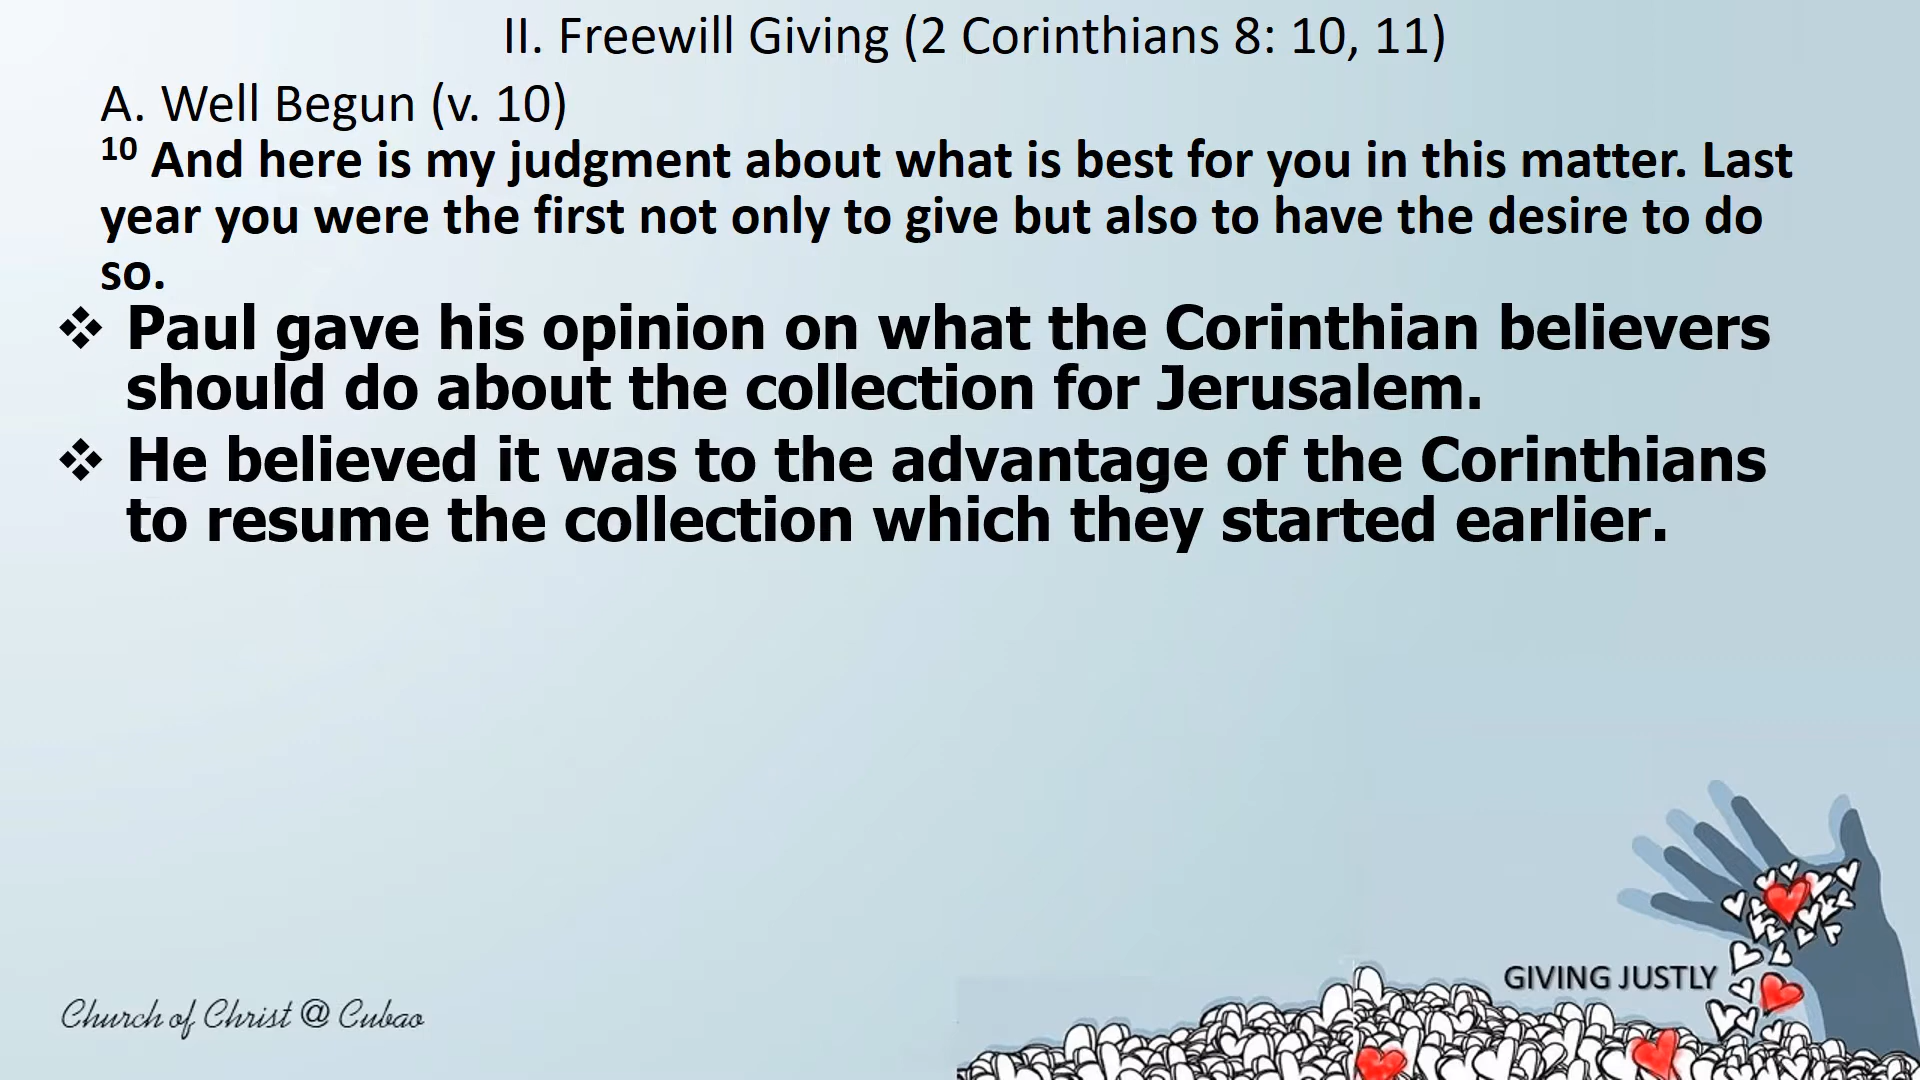 II. Freewill Giving (2 Corinthians 8: 10, 11)
A. Well Begun (v. 10)
10 And here is my judgment about what is best for you in this matter. Last
year you were the first not only to give but also to have the desire to do
so.
❖ Paul gave his opinion on what the Corinthian believers
should do about the collection for Jerusalem.
❖ He believed it was to the advantage of the Corinthians
to resume the collection which they started earlier.
GIVING JUSTLY
Church of Christ @ Cubao